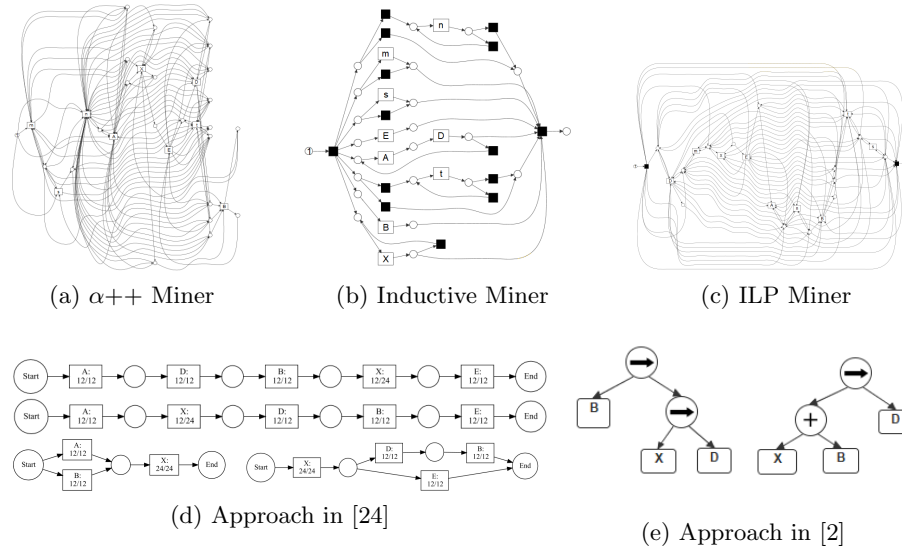 n
m
s
E
A D
t
B
X
(a) α++ Miner (b) Inductive Miner (c) ILP Miner
Start A: 12/12 D: 12/12 B: 12/12 X: 12/24 E: 12/12 End
Start A: 12/12 X: 12/24 D: 12/12 B: 12/12 E: 12/12 End
Start A: 12/12 B: 12/12 X: 24/24 End
Start X: 24/24 D: 12/12 B: 12/12 E: 12/12 End
B
X D
D
+
X B
(d) Approach in [24]
(e) Approach in [2]